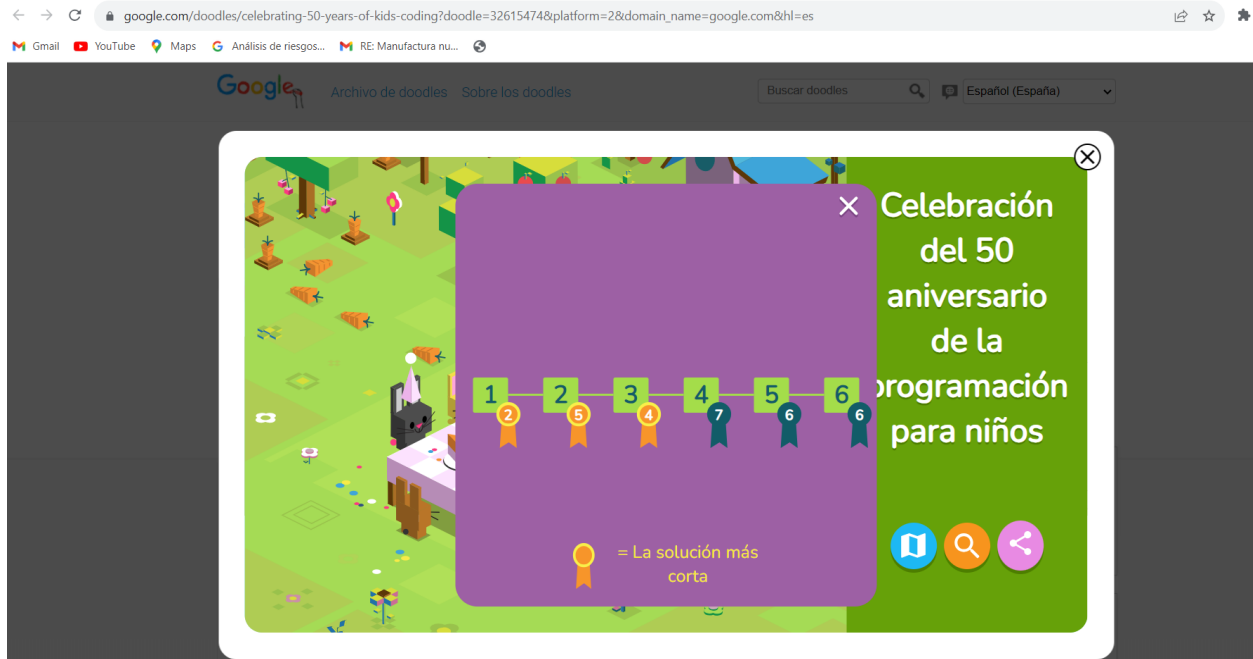 google.com/doodles/celebrating-50-years-of-kids-coding?doodle=32615474&platform=2&domain_name=google.com&hl=es
Gmail YouTube Maps Análisis de riesgos... RE: Manufactura nu...
Google Archivo de doodles Sobre los doodles Buscar doodles Español (España)
Celebración
del 50
aniversario
de la
programación
para niños
1 2 3 4 5 6
2 5 4 7 6 6
= La solución más
corta